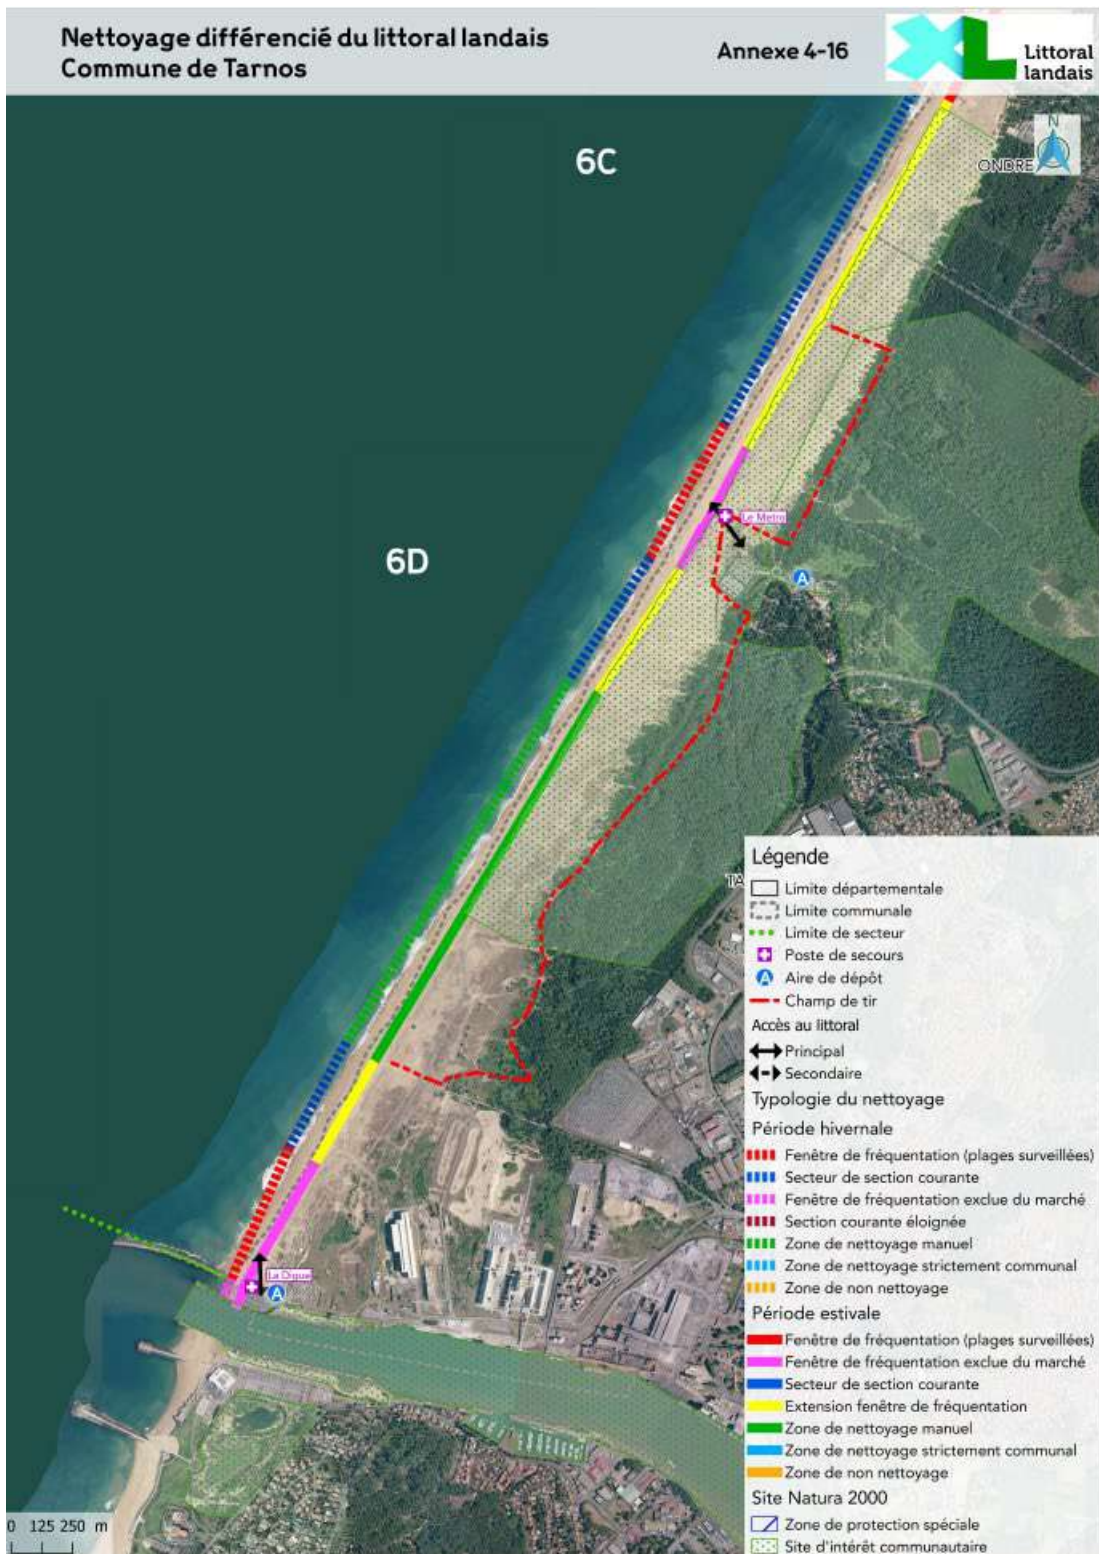 Nettoyage différencié du littoral landais
Commune de Tarnos
Annexe 4-16
Littoral
landais
N
ONDRE
6C
Le Metro
6D
A
Légende
TA
Limite départementale
Limite communale
Limite de secteur
Poste de secours
A Aire de dépôt
Champ de tir
Accès au littoral
Principal
Secondaire
Typologie du nettoyage
Période hivernale
Fenêtre de fréquentation (plages surveillées)
Secteur de section courante
Fenêtre de fréquentation exclue du marché
Section courante éloignée
Zone de nettoyage manuel
Zone de nettoyage strictement communal
Zone de non nettoyage
Période estivale
Fenêtre de fréquentation (plages surveillées)
Fenêtre de fréquentation exclue du marché
Secteur de section courante
Extension fenêtre de fréquentation
Zone de nettoyage manuel
Zone de nettoyage strictement communal
Zone de non nettoyage
Site Natura 2000
Zone de protection spéciale
Site d'intérêt communautaire
La Digue
A
0 125 250 m